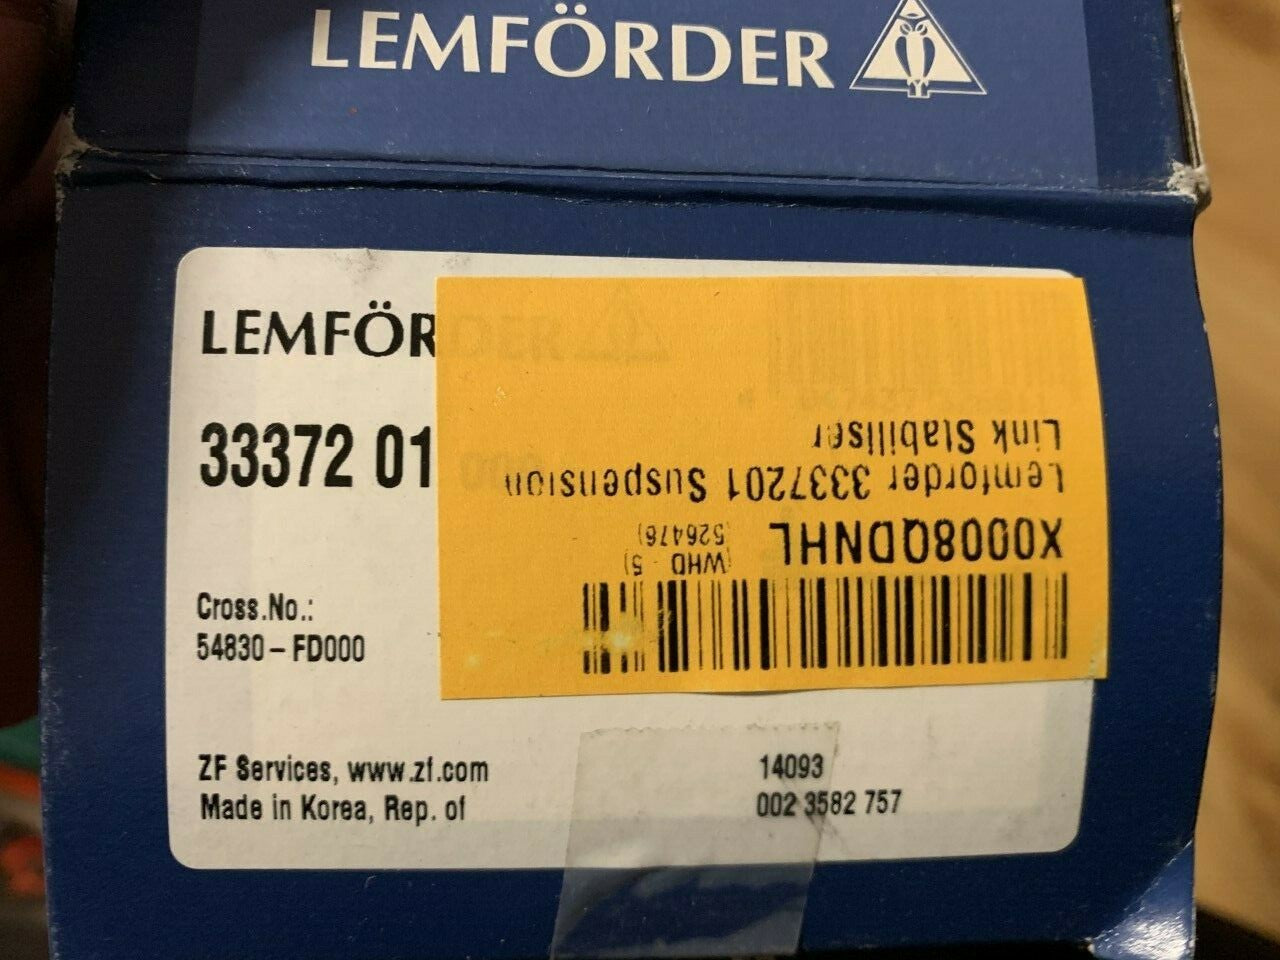 LEMFÖRDER
LEMFÖRDER
33372 01
Link Stabiliser
Lemforder 3337201 Suspension
X0008QDNHL
(WHD - 5)
(526476)
Cross.No.:
54830-FD000
ZF Services, www.zf.com
Made in Korea, Rep. of
14093
002 3582 757